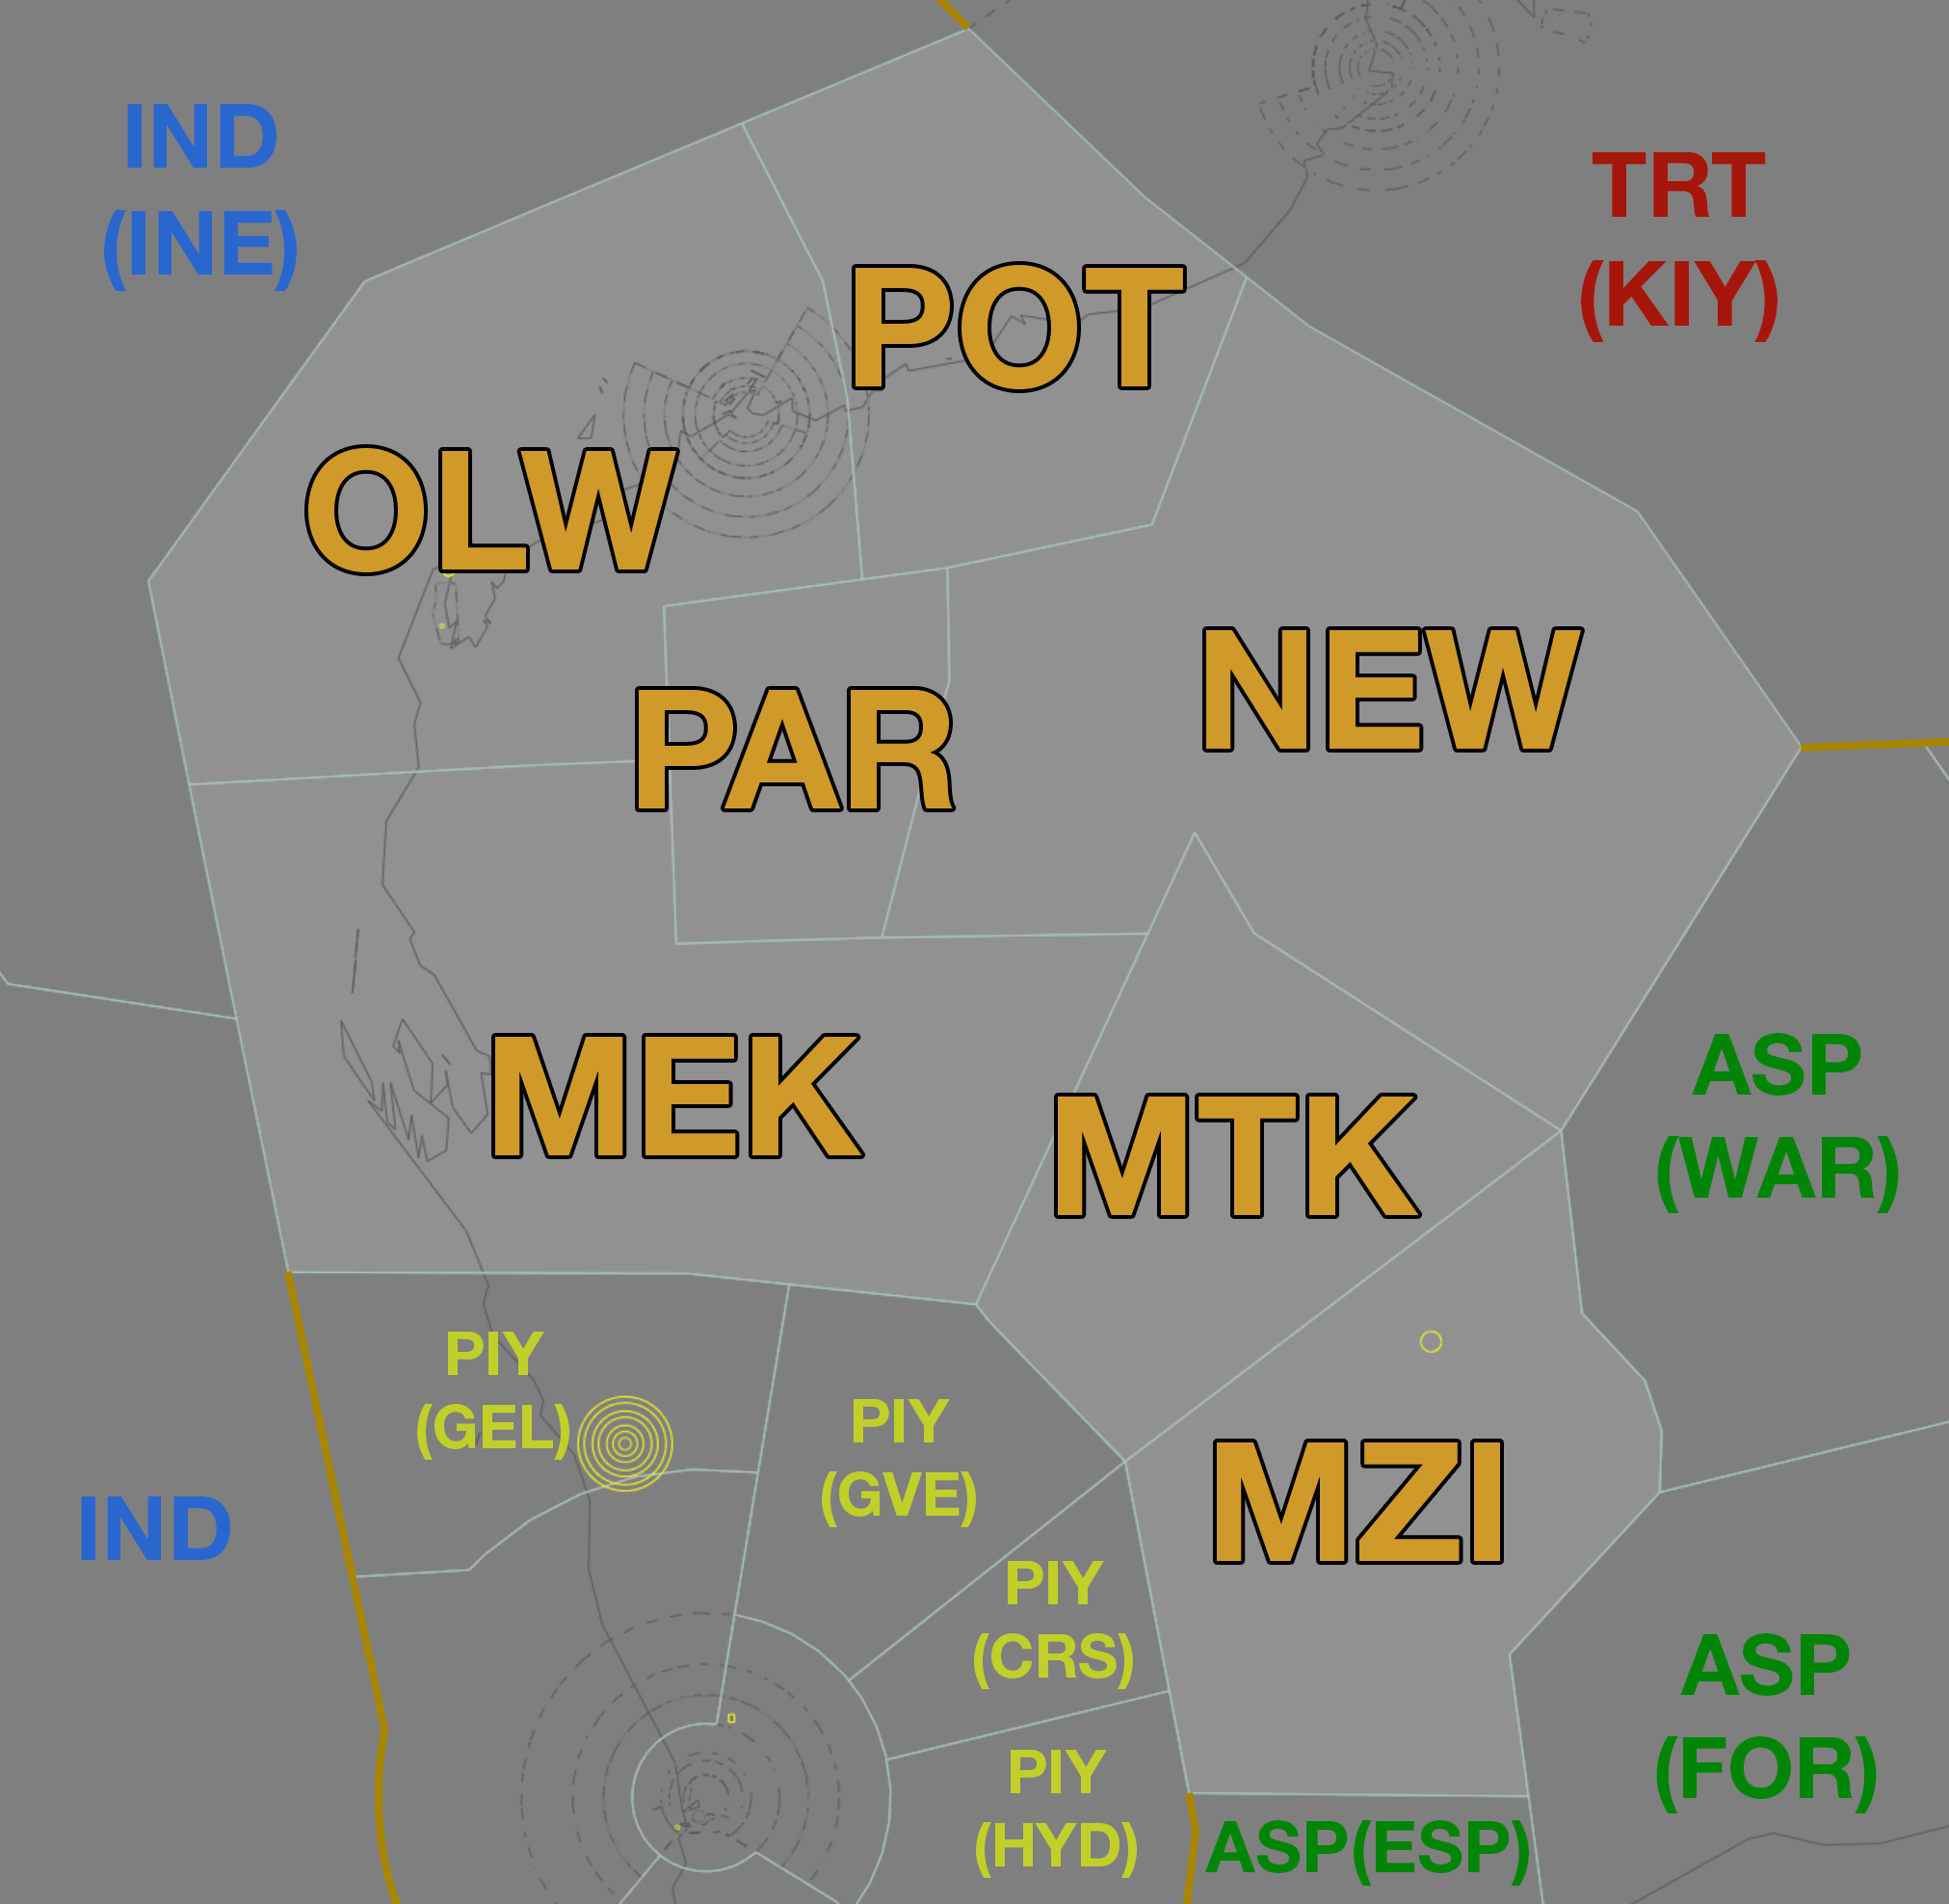 IND
(INE)
TRT
(KIY)
POT
OLW
NEW
PAR
MEK
MTK
ASP
(WAR)
PIY
(GEL)
PIY
(GVE)
MZI
IND
PIY
(CRS)
ASP
(FOR)
PIY
(HYD)
ASP(ESP)